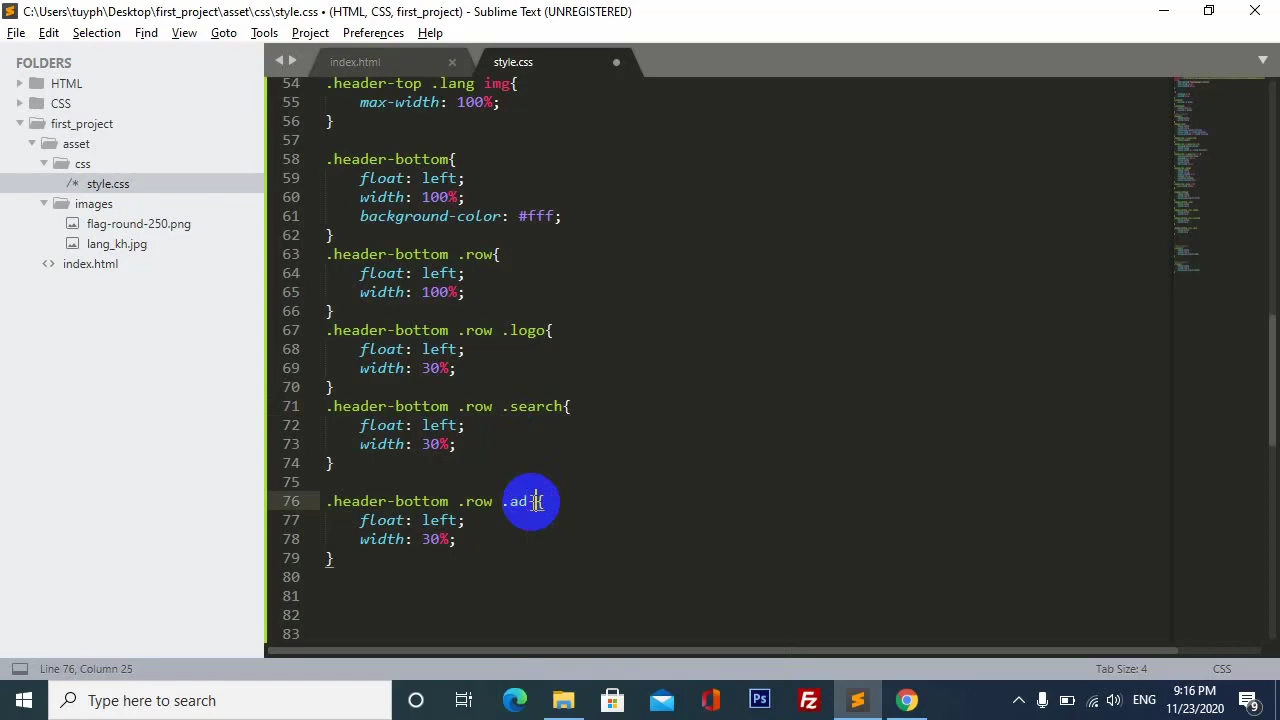 C:\Users\tuyph\Desktop\first_project\asset\css\style.css • (HTML, CSS, first_project) - Sublime Text (UNREGISTERED)
File Edit Selection Find View Goto Tools Project Preferences Help
FOLDERS
HTML
CSS
first_project
asset
css
/* style.css
images
flag-round-250.png
lang_kh.jpg
<> index.html
index.html
style.css
54 .header-top .lang img{
55 max-width: 100%;
56 }
57
58 .header-bottom{
59 float: left;
60 width: 100%;
61 background-color: #fff;
62 }
63 .header-bottom .row{
64 float: left;
65 width: 100%;
66 }
67 .header-bottom .row .logo{
68 float: left;
69 width: 30%;
70 }
71 .header-bottom .row .search{
72 float: left;
73 width: 30%;
74 }
75
76 .header-bottom .row .ad{
77 float: left;
78 width: 30%;
79 }
80
81
82
83
Line 76, Column 25
Tab Size: 4
CSS
Type here to search
Ps
Fz
ENG
9:16 PM
11/23/2020
9